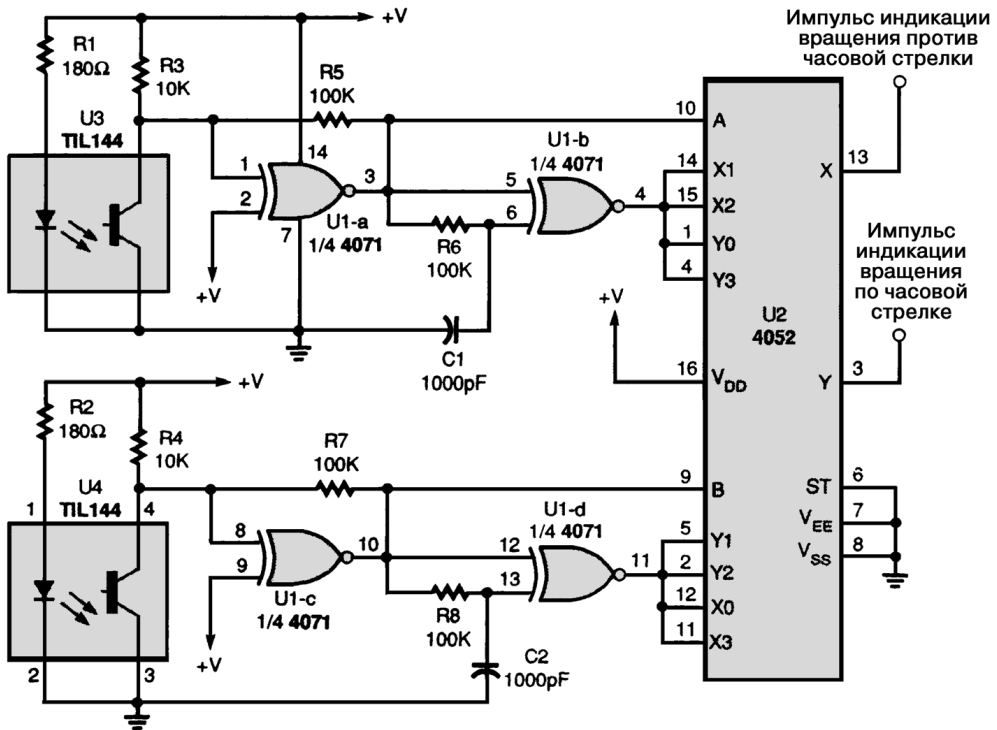 +V
R1
180Ω
R3
10K
R5
100K
U3
TIL144
1
2
14
3
7
U1-a
1/4 4071
+V
R6
100K
C1
1000pF
U1-b
1/4 4071
5
6
4
Импульс индикации
вращения против
часовой стрелки
10
A
14
X1
15
X2
1
Y0
4
Y3
X
13
Импульс
индикации
вращения
по часовой
стрелке
+V
U2
4052
16
VDD
Y
3
+V
R2
180Ω
R4
10K
R7
100K
9
B
U4
TIL144
1
4
2
3
8
9
10
U1-c
1/4 4071
+V
R8
100K
C2
1000pF
U1-d
1/4 4071
12
13
11
5
Y1
2
Y2
12
X0
11
X3
ST
6
VEE
7
VSS
8